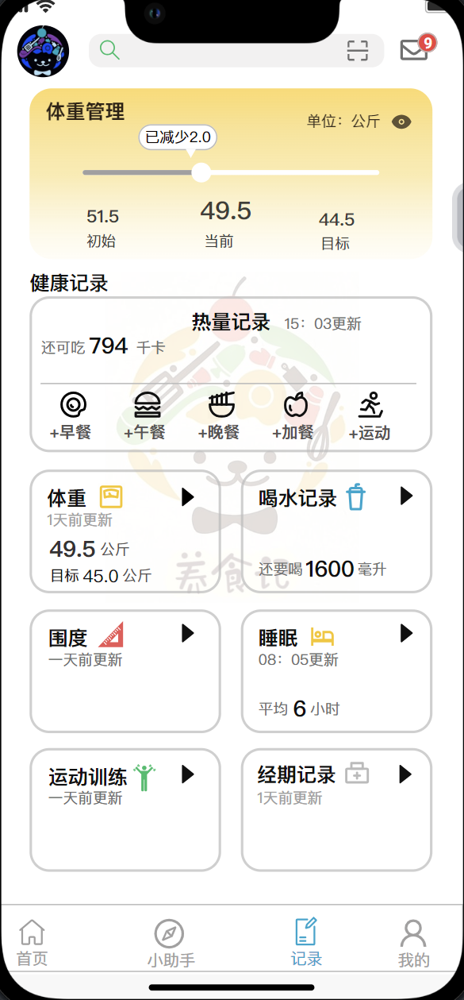 9
体重管理
单位：公斤
已减少2.0
51.5
49.5
44.5
初始
当前
目标
健康记录
热量记录 15：03更新
还可吃 794 千卡
+早餐 +午餐 +晚餐 +加餐 +运动
体重
1天前更新
49.5 公斤
目标 45.0 公斤
喝水记录
还要喝 1600 毫升
养食记
围度
一天前更新
睡眠
08：05更新
平均 6 小时
运动训练
一天前更新
经期记录
1天前更新
首页 小助手 记录 我的